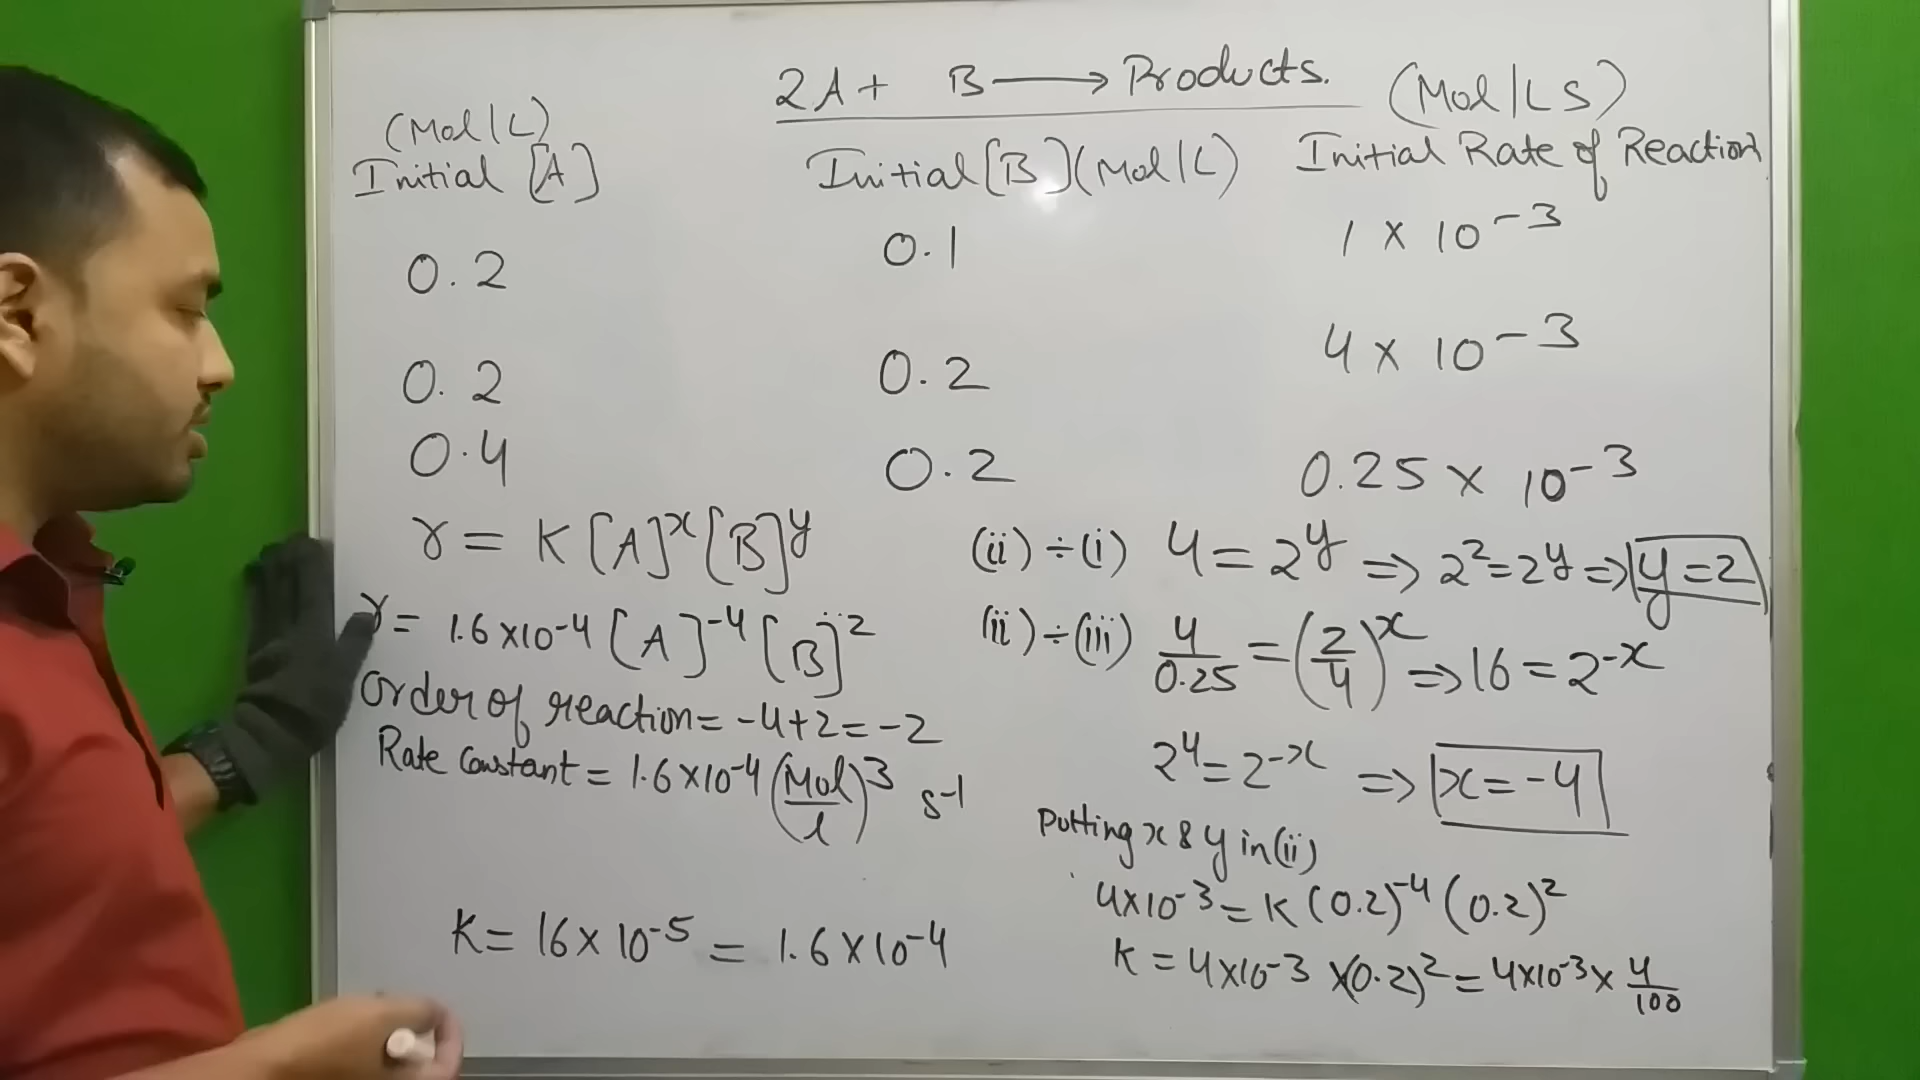 2A + B ⟶ Products.
(Mol/L) (Mol/LS)
Initial [A] Initial [B] (Mol/L) Initial Rate of Reaction
0.2 0.1 1 × 10⁻³
0.2 0.2 4 × 10⁻³
0.4 0.2 0.25 × 10⁻³
r = K [A]ˣ [B]ʸ
r = 1.6×10⁻⁴ [A]⁻⁴ [B]²
Order of reaction = -4+2 = -2
Rate Constant = 1.6×10⁻⁴ (Mol/l)³ s⁻¹
K = 16×10⁻⁵ = 1.6×10⁻⁴
(ii) ÷ (i) 4 = 2ʸ ⇒ 2² = 2ʸ ⇒ y = 2
(ii) ÷ (iii) 4/0.25 = (2/4)ˣ ⇒ 16 = 2⁻ˣ
2⁴ = 2⁻ˣ ⇒ x = -4
Putting x & y in (ii)
4×10⁻³ = K (0.2)⁻⁴ (0.2)²
K = 4×10⁻³ ×(0.2)² = 4×10⁻³ × 4/100